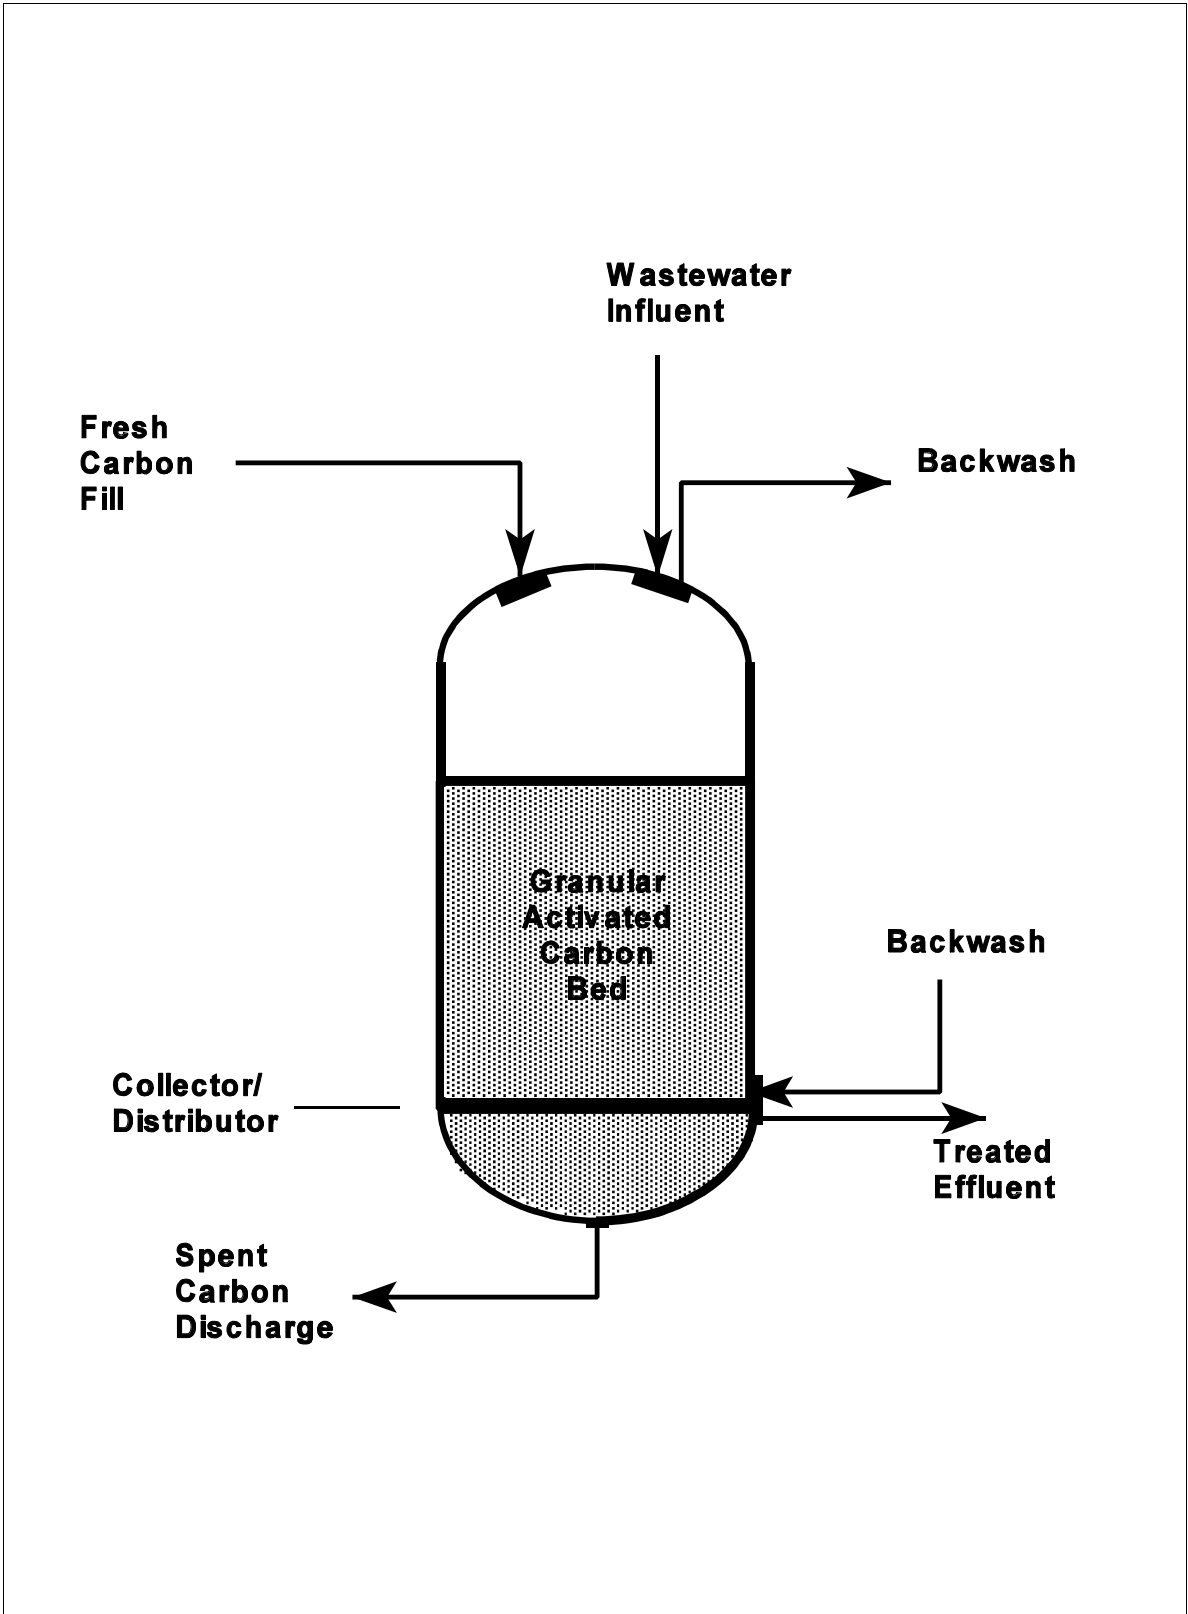 Wastewater
Influent
Fresh
Carbon
Fill
Backwash
Granular
Activated
Carbon
Bed
Backwash
Collector/
Distributor
Treated
Effluent
Spent
Carbon
Discharge